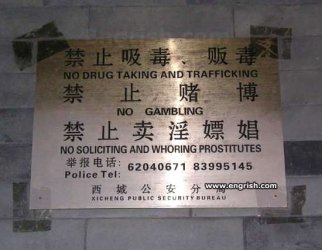 禁止吸毒、贩毒
NO DRUG TAKING AND TRAFFICKING
禁止赌博
NO GAMBLING
禁止卖淫嫖娼
NO SOLICITING AND WHORING PROSTITUTES
举报电话: 62040671 83995145
Police Tel:
西城公安分局
www.engrish.com
XICHENG PUBLIC SECURITY BUREAU